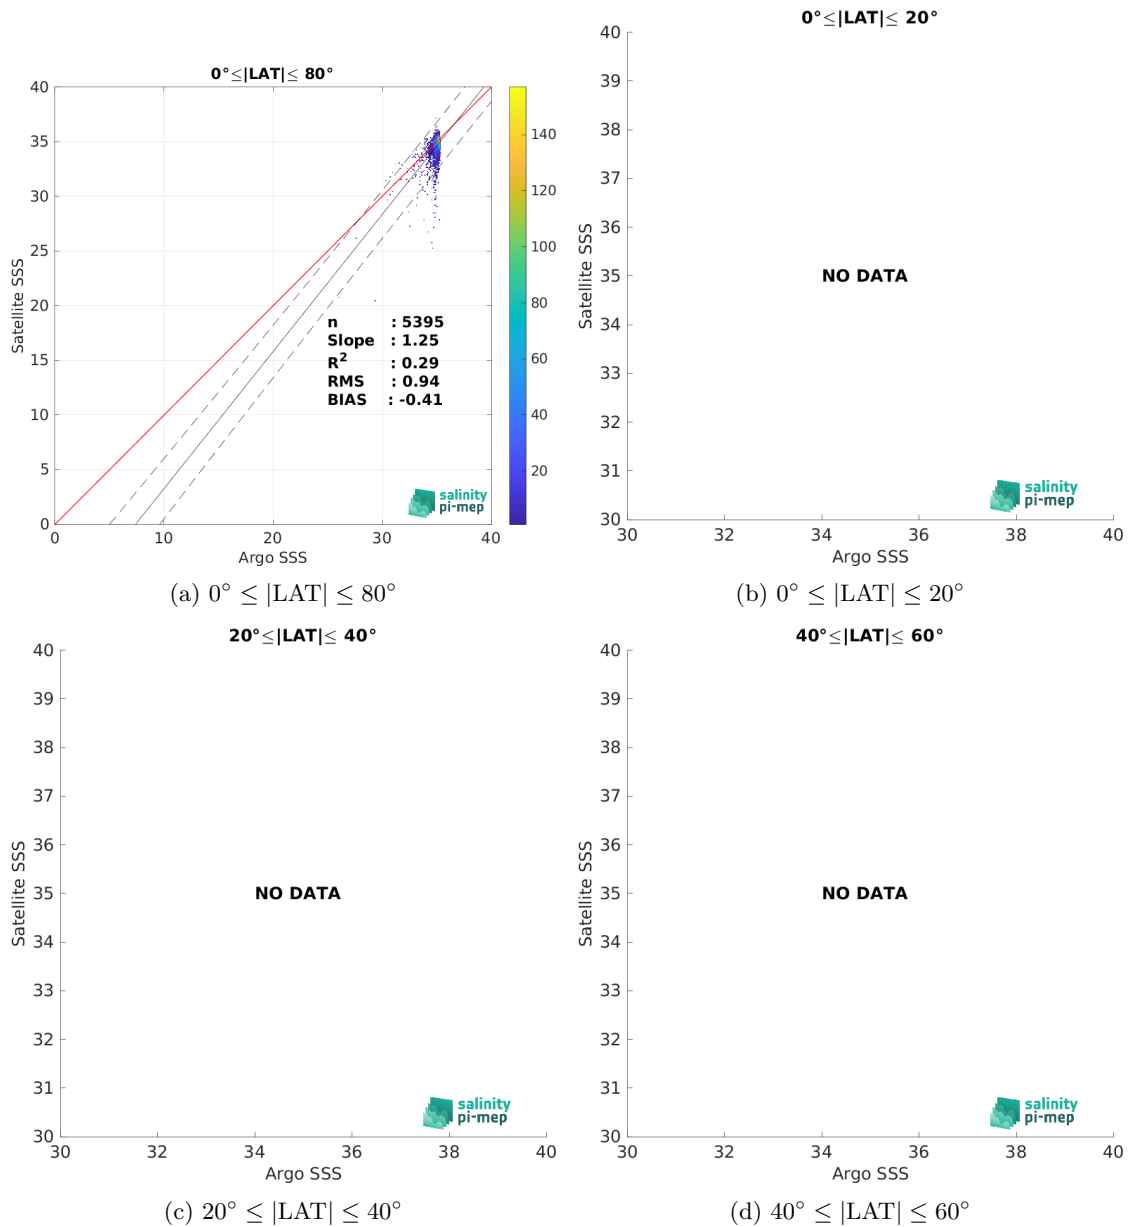 0°≤|LAT|≤ 80°
40
35
30
25
20
15
10
5
0
0
10
20
30
40
Satellite SSS
Argo SSS
n : 5395
Slope : 1.25
R² : 0.29
RMS : 0.94
BIAS : -0.41
140
120
100
80
60
40
20
salinity
pi-mep
(a) 0° ≤ |LAT| ≤ 80°
0°≤|LAT|≤ 20°
40
39
38
37
36
35
34
33
32
31
30
30
32
34
36
38
40
Satellite SSS
Argo SSS
NO DATA
salinity
pi-mep
(b) 0° ≤ |LAT| ≤ 20°
20°≤|LAT|≤ 40°
40
39
38
37
36
35
34
33
32
31
30
30
32
34
36
38
40
Satellite SSS
Argo SSS
NO DATA
salinity
pi-mep
(c) 20° ≤ |LAT| ≤ 40°
40°≤|LAT|≤ 60°
40
39
38
37
36
35
34
33
32
31
30
30
32
34
36
38
40
Satellite SSS
Argo SSS
NO DATA
salinity
pi-mep
(d) 40° ≤ |LAT| ≤ 60°